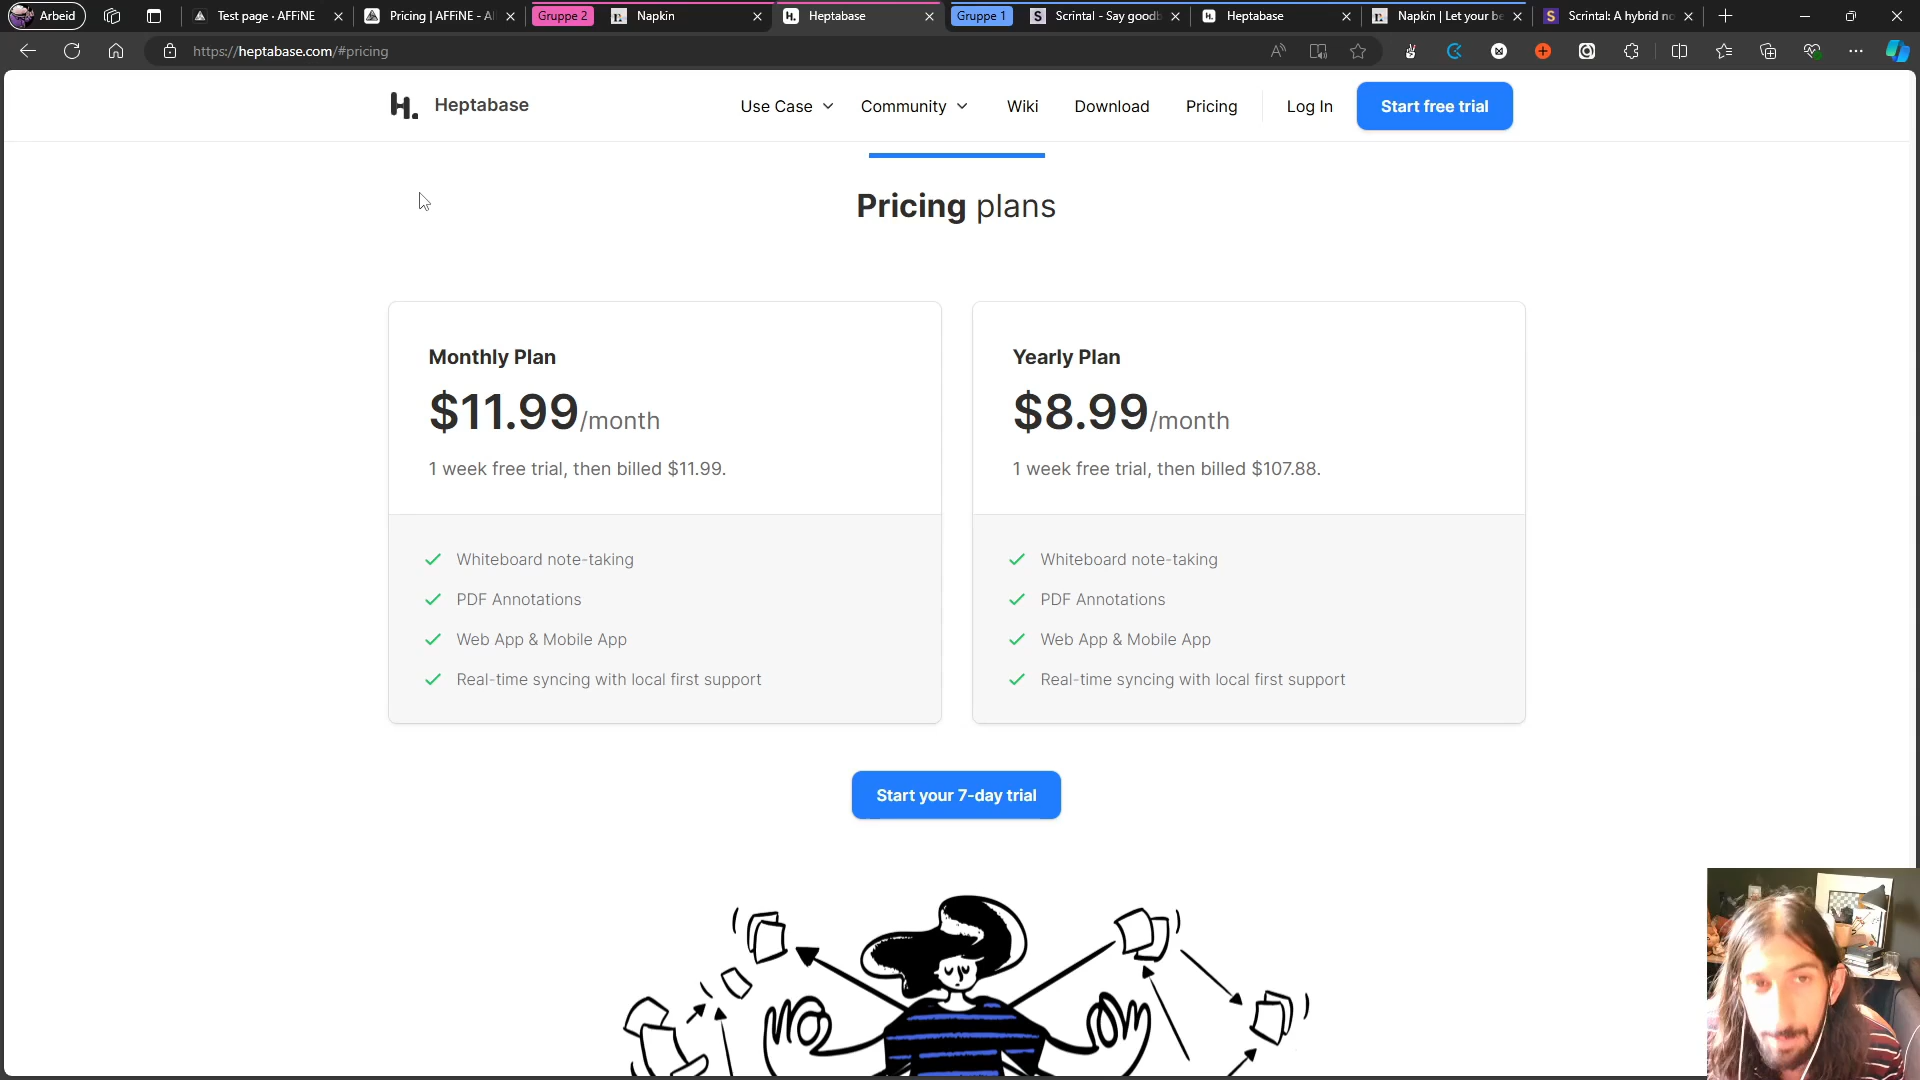 Arbeid
Test page · AFFiNE
Pricing | AFFiNE - Al
Gruppe 2
Napkin
Heptabase
Gruppe 1
Scrintal - Say goodb
Heptabase
Napkin | Let your be
Scrintal: A hybrid no
https://heptabase.com/#pricing
Heptabase
Use Case
Community
Wiki
Download
Pricing
Log In
Start free trial
Pricing plans
Monthly Plan
$11.99/month
1 week free trial, then billed $11.99.
Whiteboard note-taking
PDF Annotations
Web App & Mobile App
Real-time syncing with local first support
Yearly Plan
$8.99/month
1 week free trial, then billed $107.88.
Whiteboard note-taking
PDF Annotations
Web App & Mobile App
Real-time syncing with local first support
Start your 7-day trial